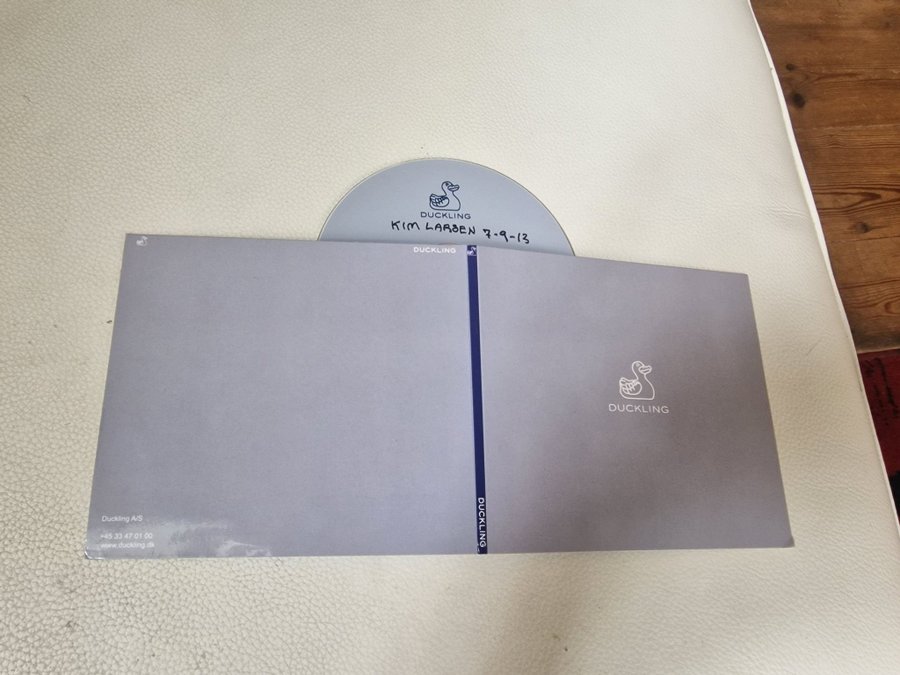 DUCKLING
KIM LARSEN 7-9-13
DUCKLING
DUCKLING
DUCKLING
Duckling A/S
+45 33 47 01 00
www.duckling.dk